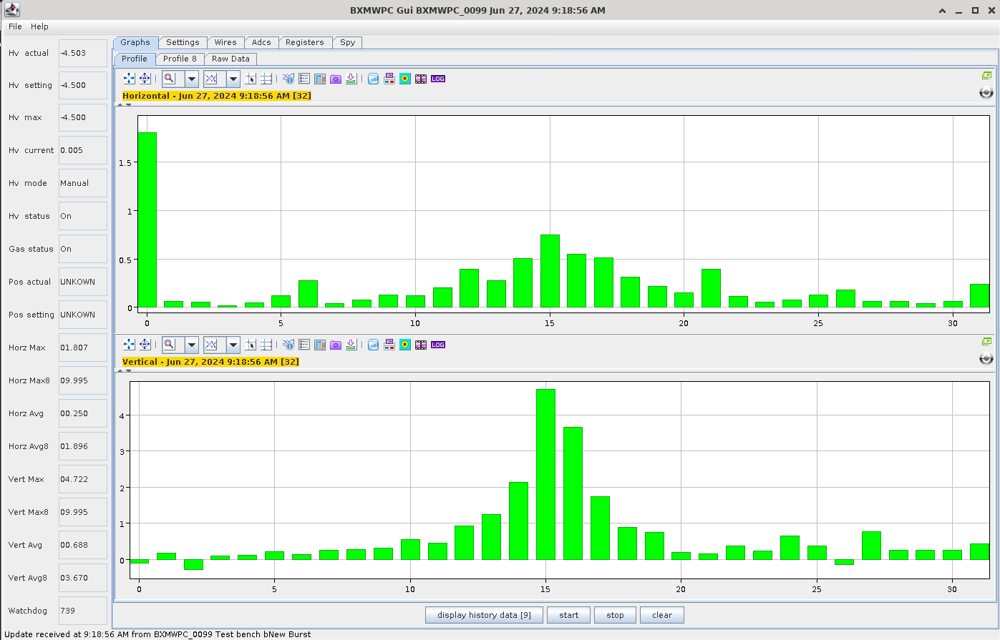 BXMWPC Gui BXMWPC_0099 Jun 27, 2024 9:18:56 AM
File Help
Graphs Settings Wires Adcs Registers Spy
Profile Profile 8 Raw Data
Hv actual -4.503
Hv setting -4.500
Hv max -4.500
Hv current 0.005
Hv mode Manual
Hv status On
Gas status On
Pos actual UNKOWN
Pos setting UNKOWN
Horz Max 01.807
Horz Max8 09.995
Horz Avg 00.250
Horz Avg8 01.896
Vert Max 04.722
Vert Max8 09.995
Vert Avg 00.688
Vert Avg8 03.670
Watchdog 739
3D LOG
Horizontal - Jun 27, 2024 9:18:56 AM [32]
1.5
1
0.5
0
0 5 10 15 20 25 30
3D LOG
Vertical - Jun 27, 2024 9:18:56 AM [32]
4
3
2
1
0
0 5 10 15 20 25 30
display history data [9] start stop clear
Update received at 9:18:56 AM from BXMWPC_0099 Test bench bNew Burst